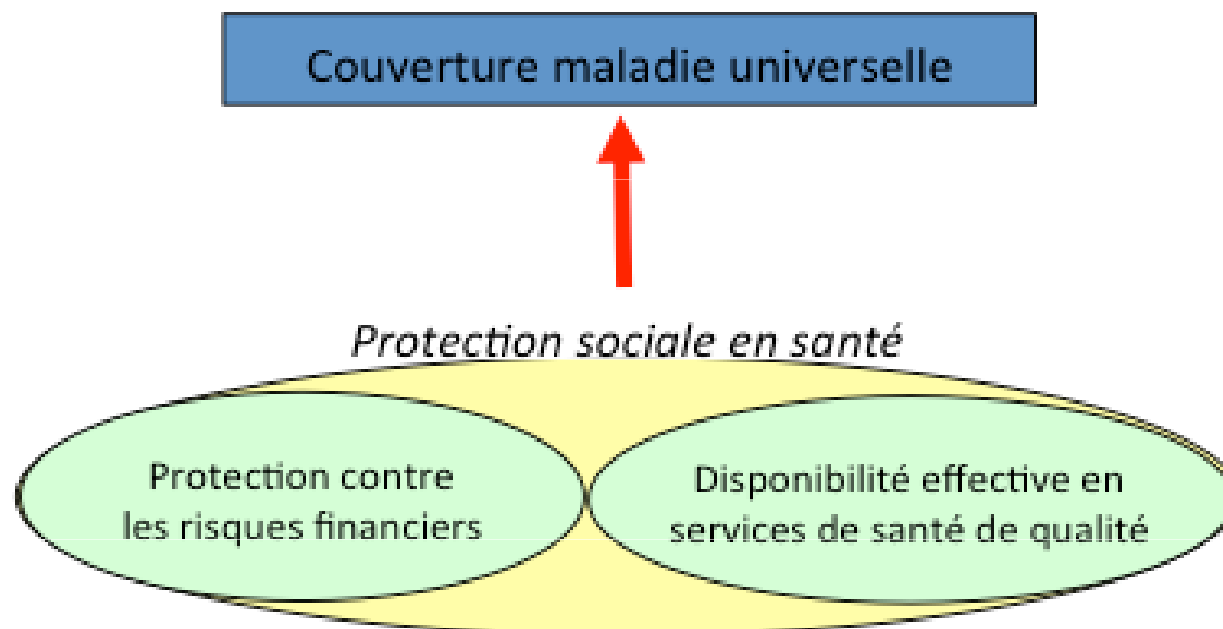 Couverture maladie universelle
Protection sociale en santé
Protection contre
les risques financiers
Disponibilité effective en
services de santé de qualité